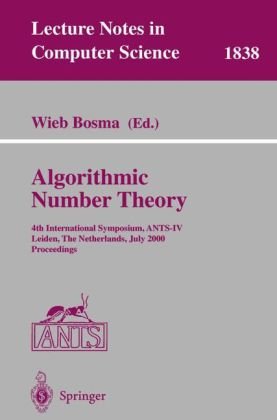 Lecture Notes in
Computer Science
1838
Wieb Bosma (Ed.)
Algorithmic
Number Theory
4th International Symposium, ANTS-IV
Leiden, The Netherlands, July 2000
Proceedings
ANTS
Springer